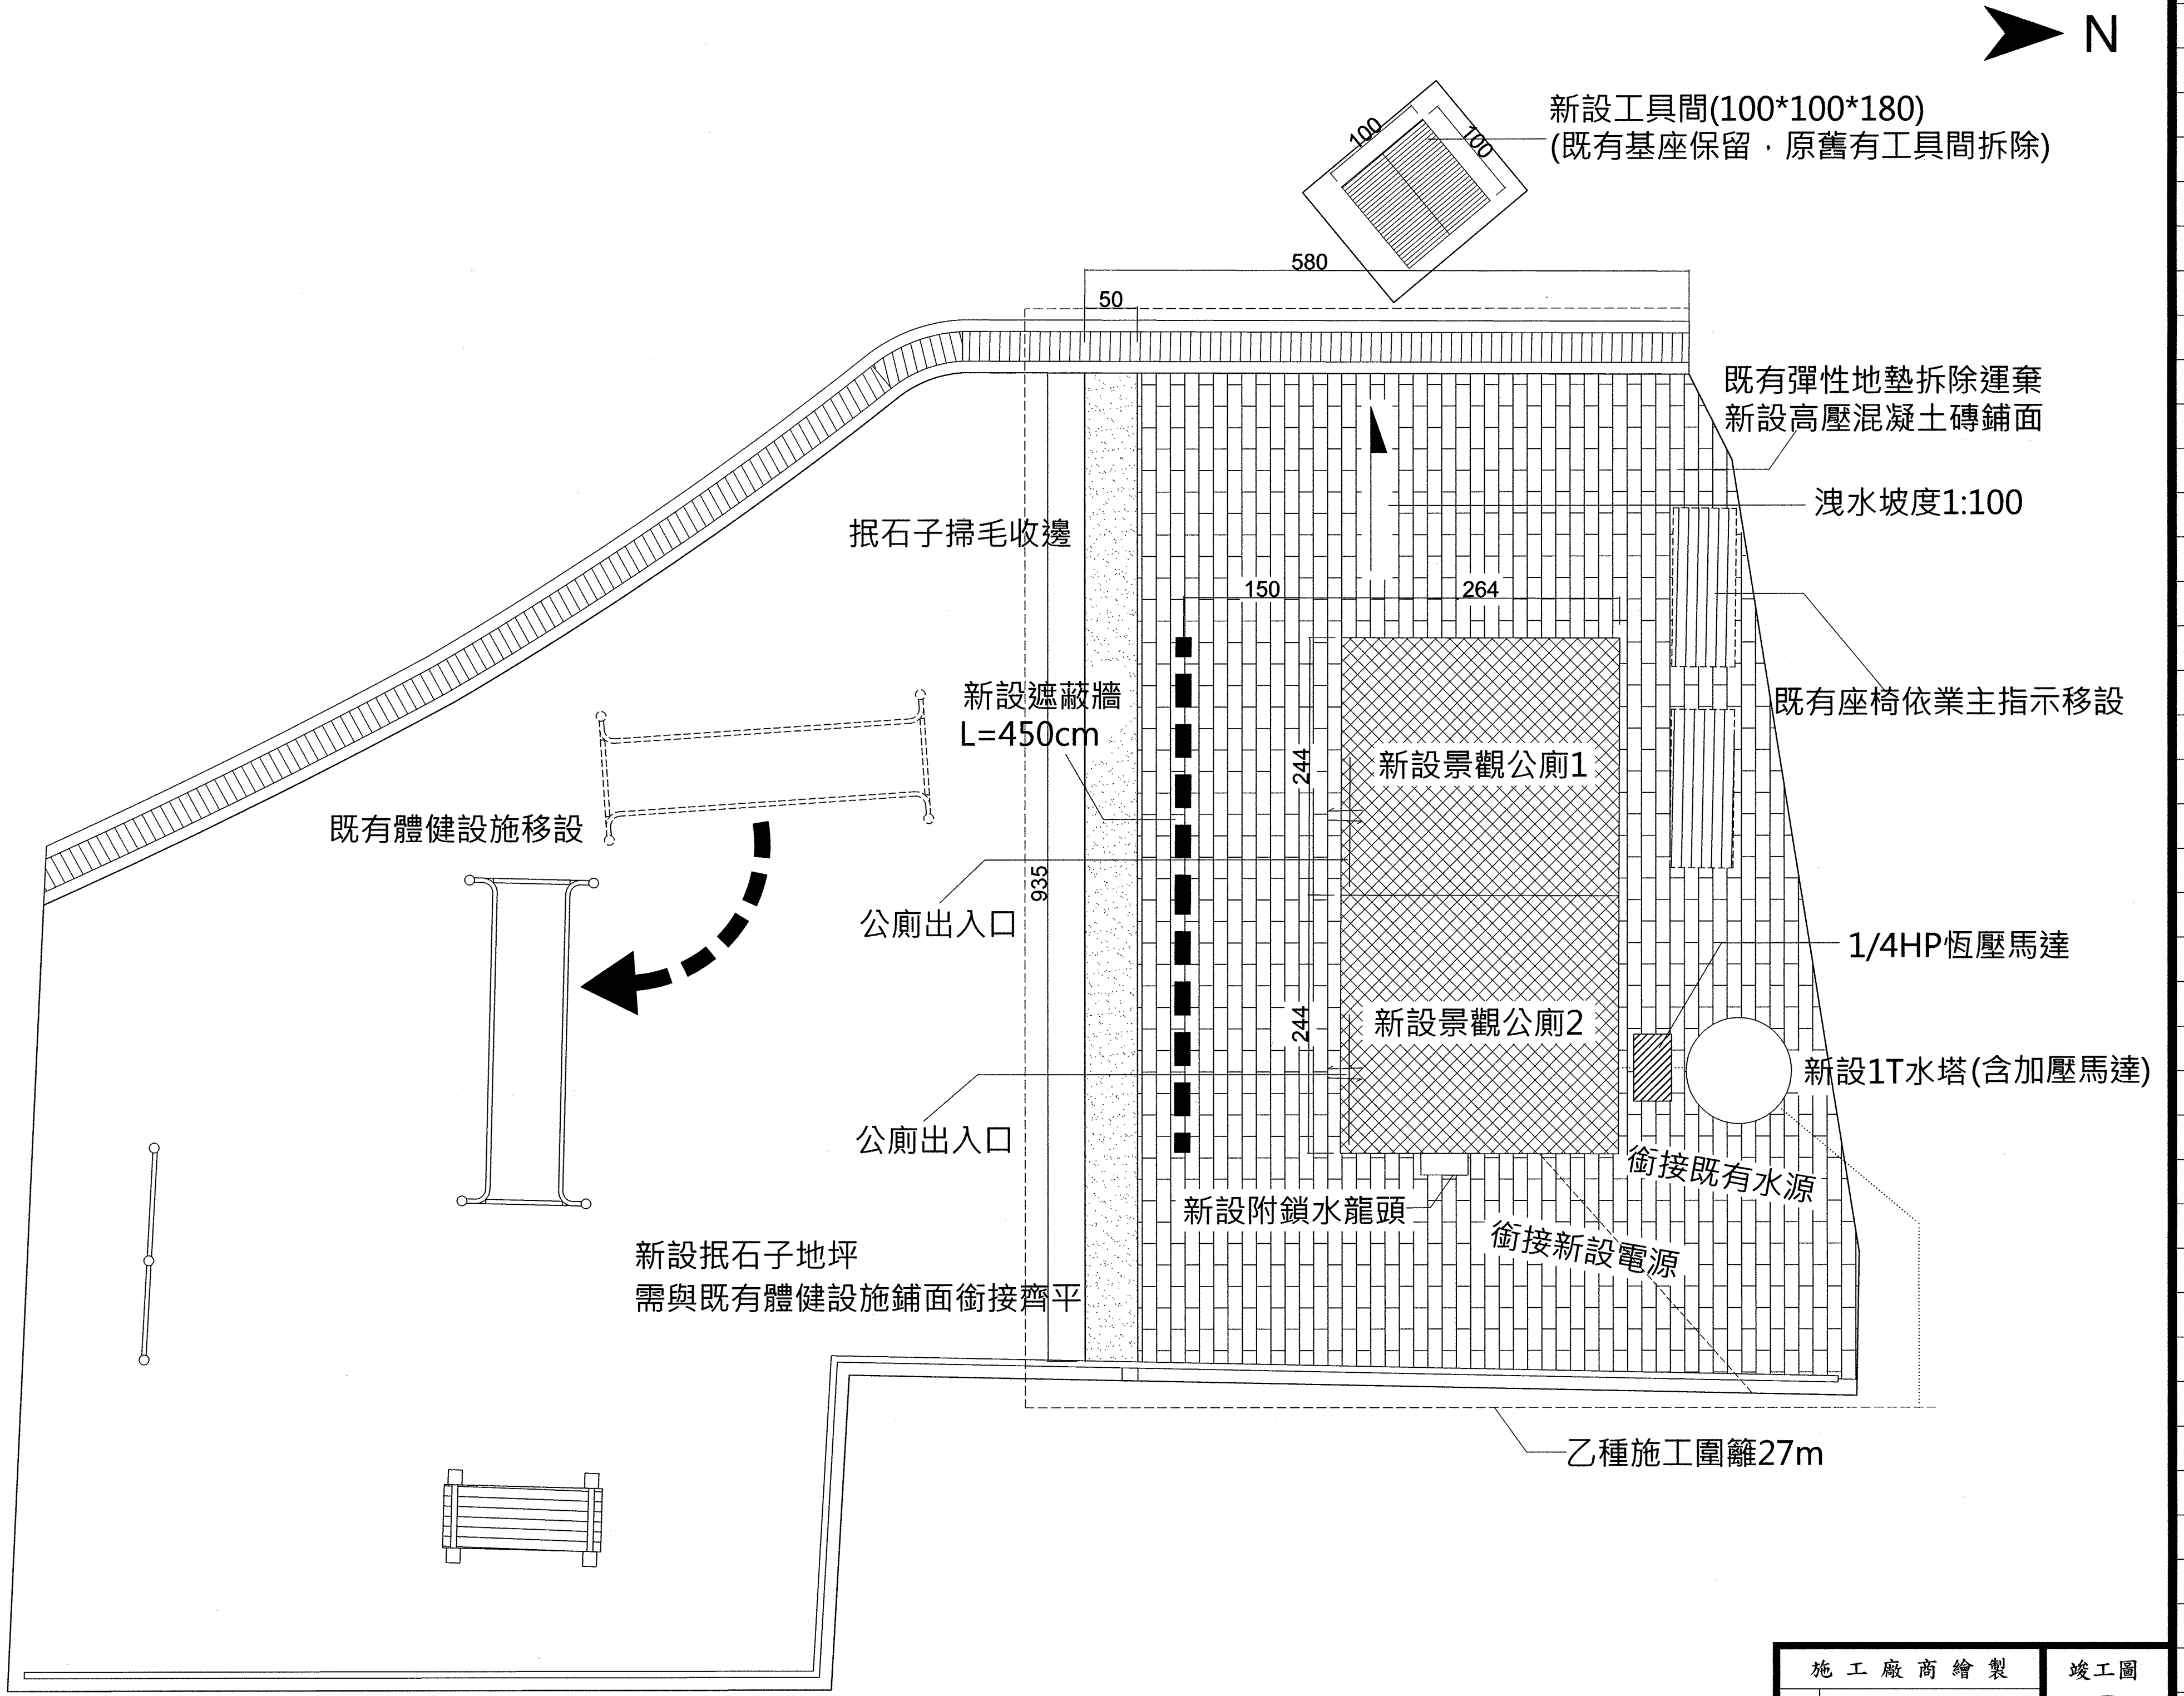 N
新設工具間(100*100*180)
(既有基座保留，原舊有工具間拆除)
100
100
580
50
既有彈性地墊拆除運棄
新設高壓混凝土磚鋪面
洩水坡度1:100
抿石子掃毛收邊
150
264
新設遮蔽牆
L=450cm
既有座椅依業主指示移設
244
新設景觀公廁1
既有體健設施移設
935
公廁出入口
1/4HP恆壓馬達
244
新設景觀公廁2
新設1T水塔(含加壓馬達)
公廁出入口
銜接既有水源
新設附鎖水龍頭
銜接新設電源
新設抿石子地坪
需與既有體健設施鋪面銜接齊平
乙種施工圍籬27m
施工廠商繪製
竣工圖